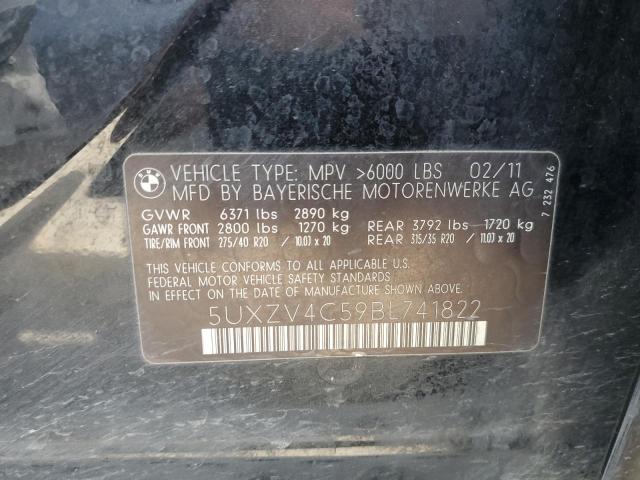 BMW
VEHICLE TYPE: MPV >6000 LBS 02/11
MFD BY BAYERISCHE MOTORENWERKE AG
GVWR 6371 lbs 2890 kg
GAWR FRONT 2800 lbs 1270 kg REAR 3792 lbs 1720 kg
TIRE/RIM FRONT 275/40 R20 / 10.0J x 20 REAR 315/35 R20 / 11.0J x 20
THIS VEHICLE CONFORMS TO ALL APPLICABLE U.S.
FEDERAL MOTOR VEHICLE SAFETY STANDARDS IN
EFFECT ON THE DATE OF MANUFACTURE SHOWN ABOVE.
5UXZV4C59BL741822
7 232 476